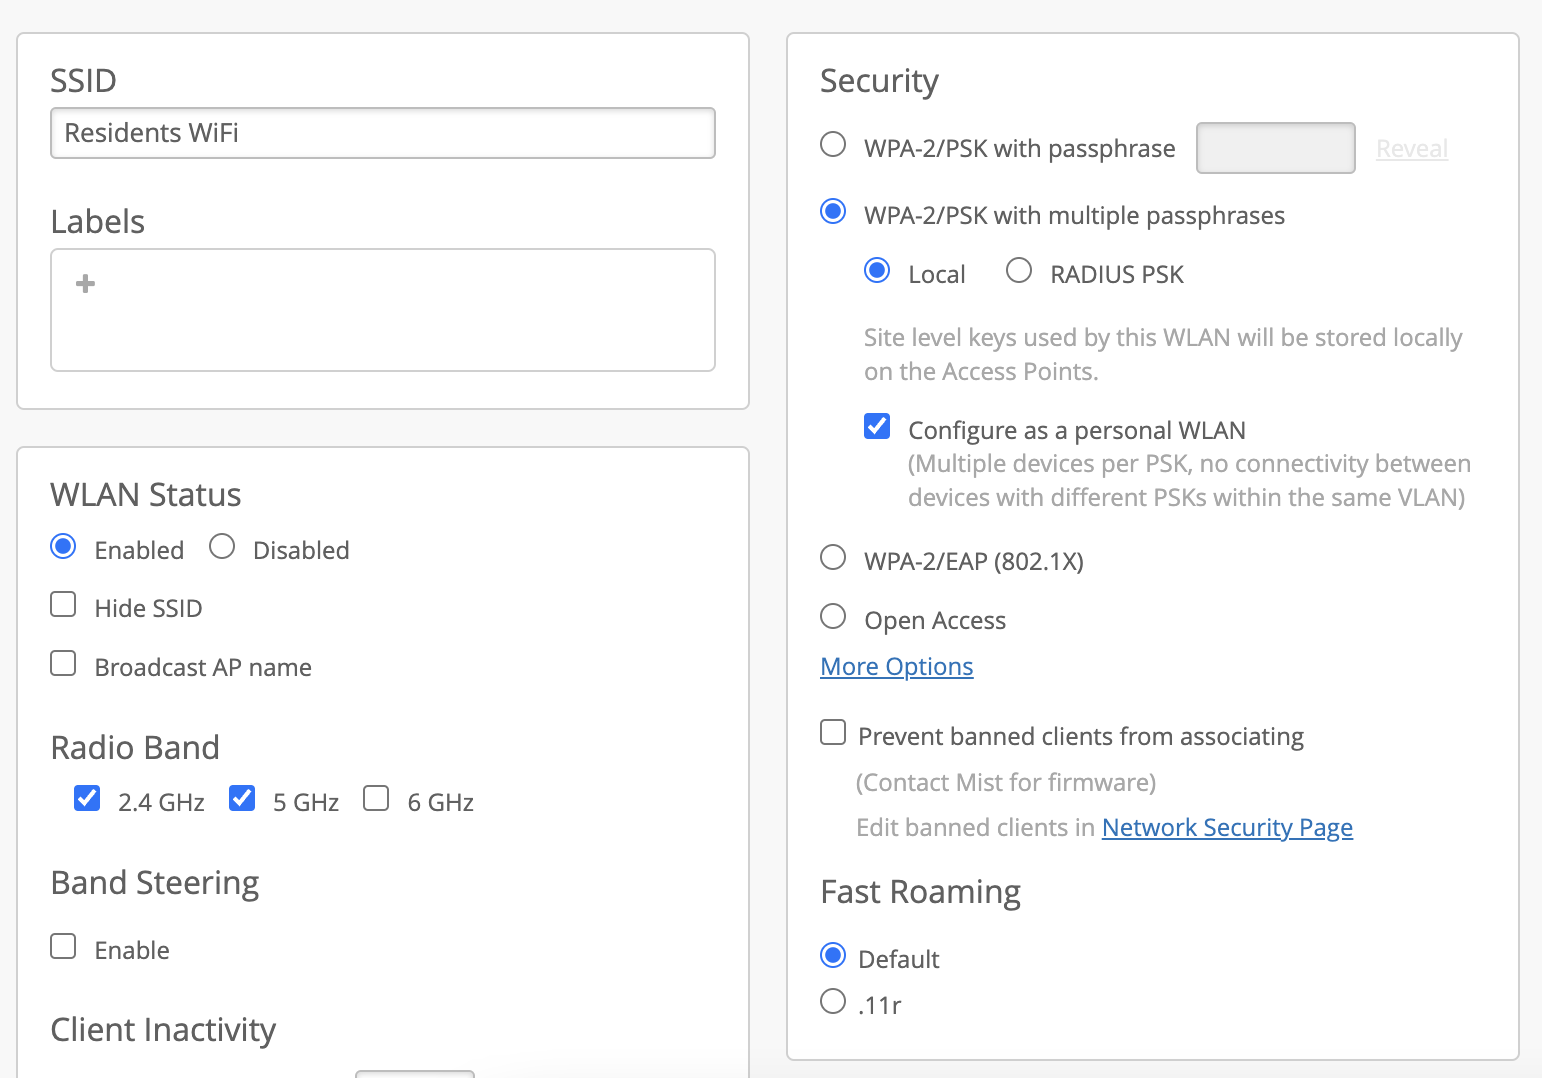 SSID
Residents WiFi
Labels
WLAN Status
Enabled Disabled
Hide SSID
Broadcast AP name
Radio Band
2.4 GHz 5 GHz 6 GHz
Band Steering
Enable
Client Inactivity
Security
WPA-2/PSK with passphrase Reveal
WPA-2/PSK with multiple passphrases
Local RADIUS PSK
Site level keys used by this WLAN will be stored locally
on the Access Points.
Configure as a personal WLAN
(Multiple devices per PSK, no connectivity between
devices with different PSKs within the same VLAN)
WPA-2/EAP (802.1X)
Open Access
More Options
Prevent banned clients from associating
(Contact Mist for firmware)
Edit banned clients in Network Security Page
Fast Roaming
Default
.11r